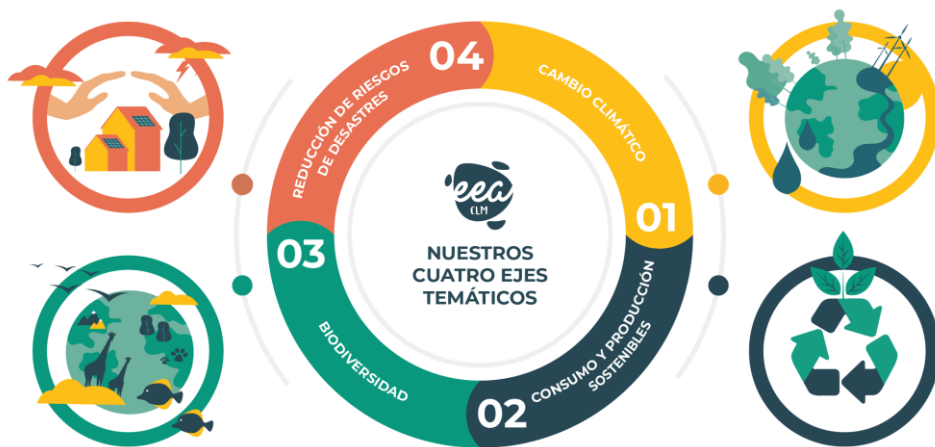 04
REDUCCIÓN DE RIESGOS
DE DESASTRES
CAMBIO CLIMÁTICO
01
eea
CLM
NUESTROS
CUATRO EJES
TEMÁTICOS
03
BIODIVERSIDAD
02
CONSUMO Y PRODUCCIÓN
SOSTENIBLES